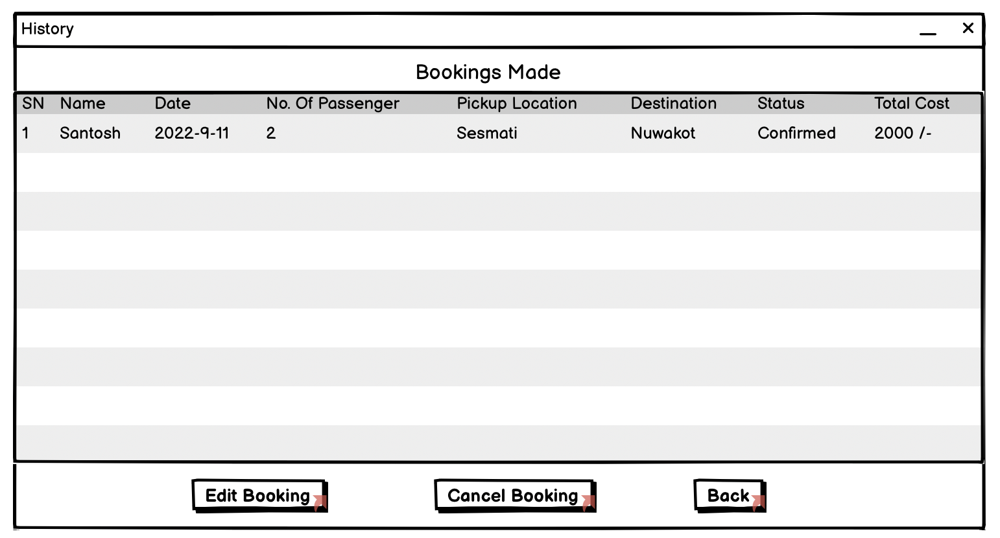 History
Bookings Made
SN Name Date No. Of Passenger Pickup Location Destination Status Total Cost
1 Santosh 2022-9-11 2 Sesmati Nuwakot Confirmed 2000 /-
Edit Booking Cancel Booking Back